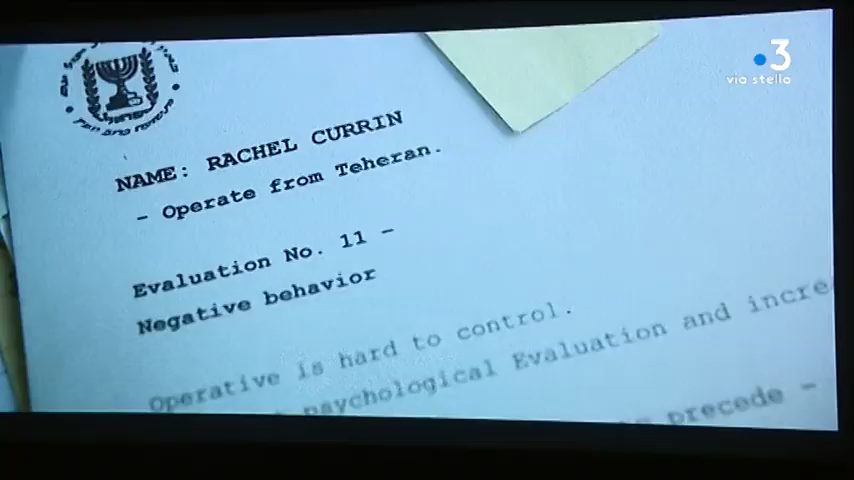 3
via stella
NAME: RACHEL CURRIN
- Operate from Teheran.
Evaluation No. 11 -
Negative behavior
Operative is hard to control.
psychological Evaluation and incre
precede -